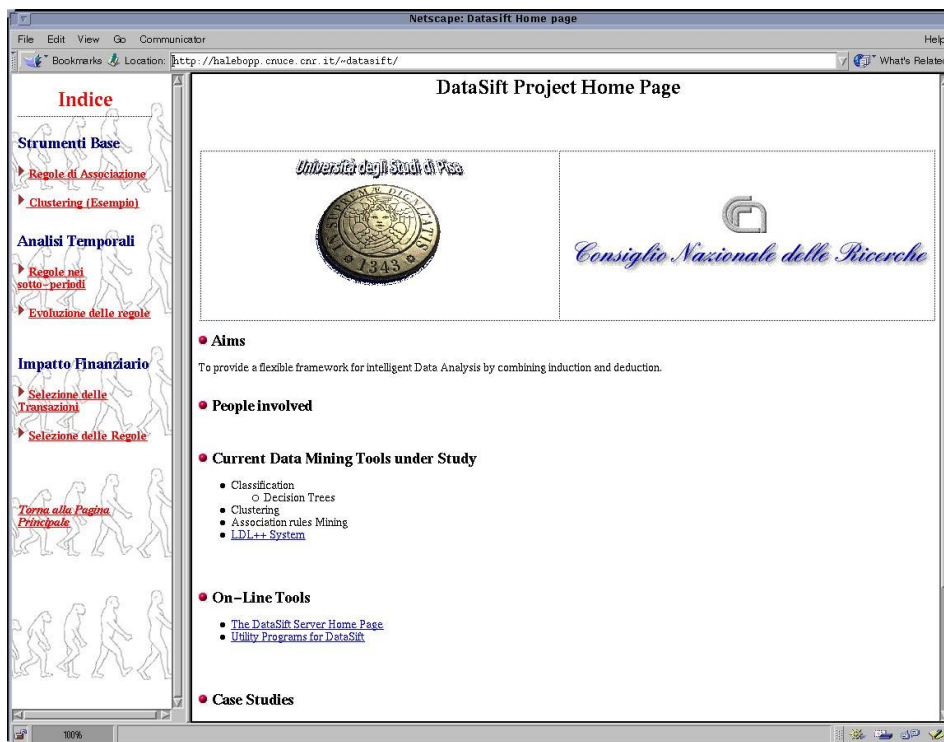 Netscape: Datasift Home page
File Edit View Go Communicator Help
Bookmarks Location: http://halebopp.cnuce.cnr.it/~datasift/ What's Related
Indice
Strumenti Base
Regole di Associazione
Clustering (Esempio)
Analisi Temporali
Regole nei
sotto-periodi
Evoluzione delle regole
Impatto Finanziario
Selezione delle
Transazioni
Selezione delle Regole
Torna alla Pagina
Principale
DataSift Project Home Page
Università degli Studi di Pisa
IN SUPREMÆ DIGNITATIS
1343
Consiglio Nazionale delle Ricerche
Aims
To provide a flexible framework for intelligent Data Analysis by combining induction and deduction.
People involved
Current Data Mining Tools under Study
Classification
Decision Trees
Clustering
Association rules Mining
LDL++ System
On-Line Tools
The DataSift Server Home Page
Utility Programs for DataSift
Case Studies
100%